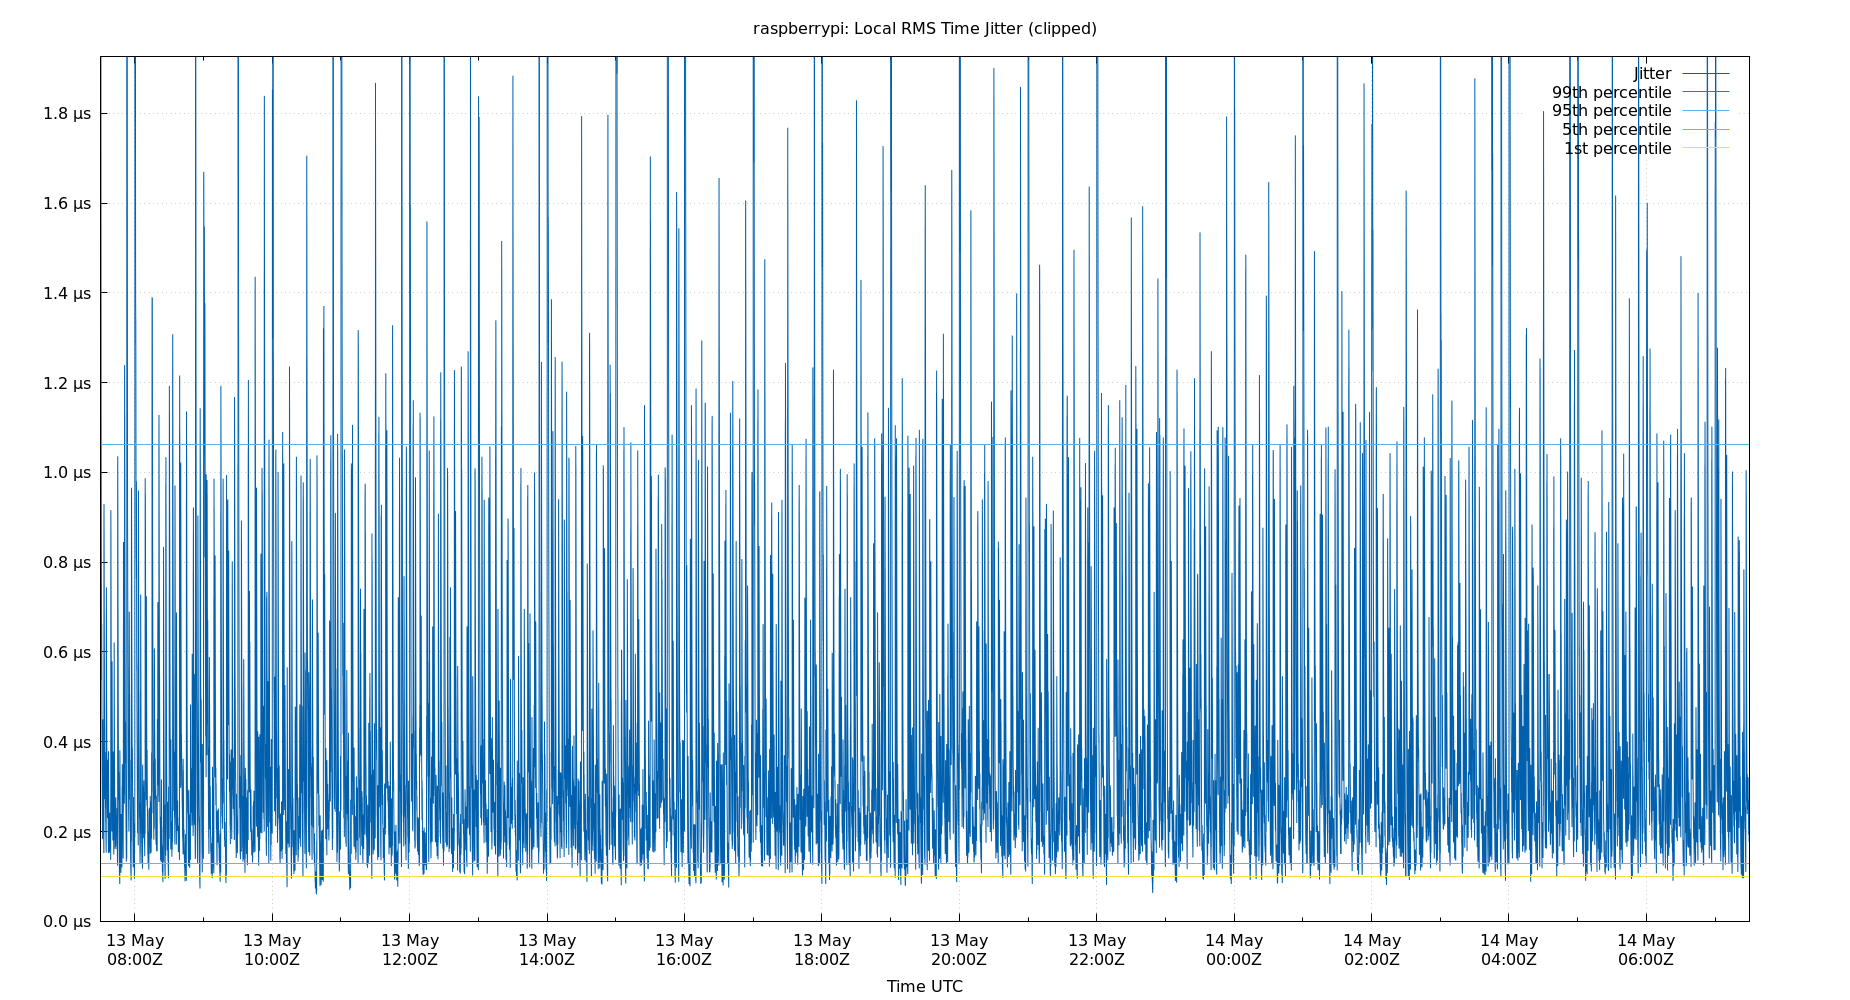 raspberrypi: Local RMS Time Jitter (clipped)
Jitter
99th percentile
95th percentile
5th percentile
1st percentile
1.8 µs
1.6 µs
1.4 µs
1.2 µs
1.0 µs
0.8 µs
0.6 µs
0.4 µs
0.2 µs
0.0 µs
13 May 13 May 13 May 13 May 13 May 13 May 13 May 13 May 14 May 14 May 14 May 14 May
08:00Z 10:00Z 12:00Z 14:00Z 16:00Z 18:00Z 20:00Z 22:00Z 00:00Z 02:00Z 04:00Z 06:00Z
Time UTC